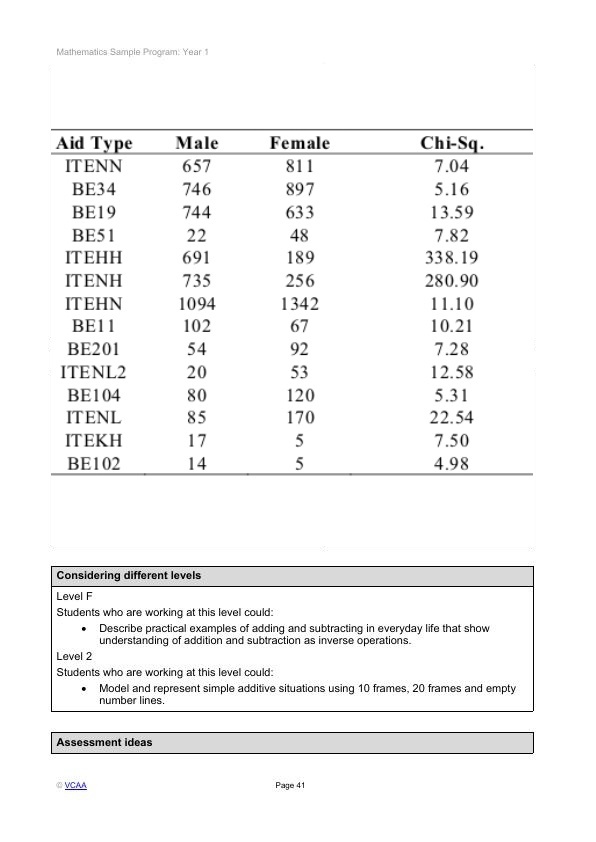 Mathematics Sample Program: Year 1
Aid Type Male Female Chi-Sq.
ITENN 657 811 7.04
BE34 746 897 5.16
BE19 744 633 13.59
BE51 22 48 7.82
ITEHH 691 189 338.19
ITENH 735 256 280.90
ITEHN 1094 1342 11.10
BE11 102 67 10.21
BE201 54 92 7.28
ITENL2 20 53 12.58
BE104 80 120 5.31
ITENL 85 170 22.54
ITEKH 17 5 7.50
BE102 14 5 4.98
Considering different levels
Level F
Students who are working at this level could:
• Describe practical examples of adding and subtracting in everyday life that show
understanding of addition and subtraction as inverse operations.
Level 2
Students who are working at this level could:
• Model and represent simple additive situations using 10 frames, 20 frames and empty
number lines.
Assessment ideas
© VCAA Page 41